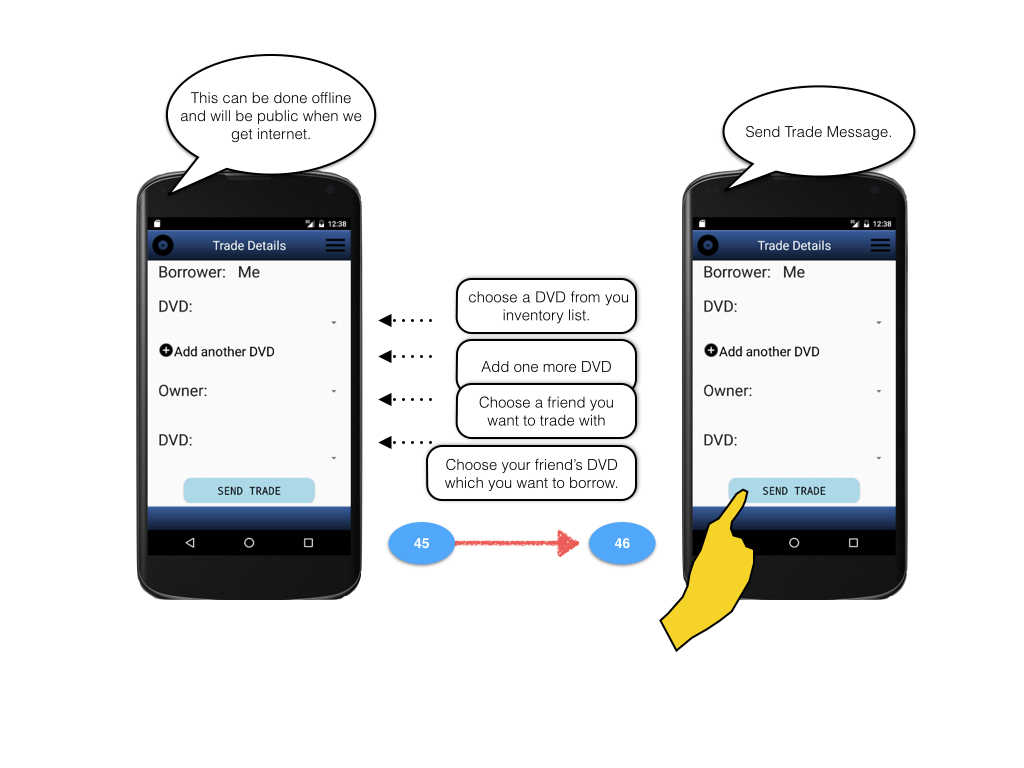 This can be done offline
and will be public when we
get internet.
Send Trade Message.
3G 12:38
Trade Details
Borrower: Me
DVD:
Add another DVD
Owner:
DVD:
SEND TRADE
choose a DVD from you
inventory list.
Add one more DVD
Choose a friend you
want to trade with
Choose your friend's DVD
which you want to borrow.
45
46
3G 12:38
Trade Details
Borrower: Me
DVD:
Add another DVD
Owner:
DVD:
SEND TRADE